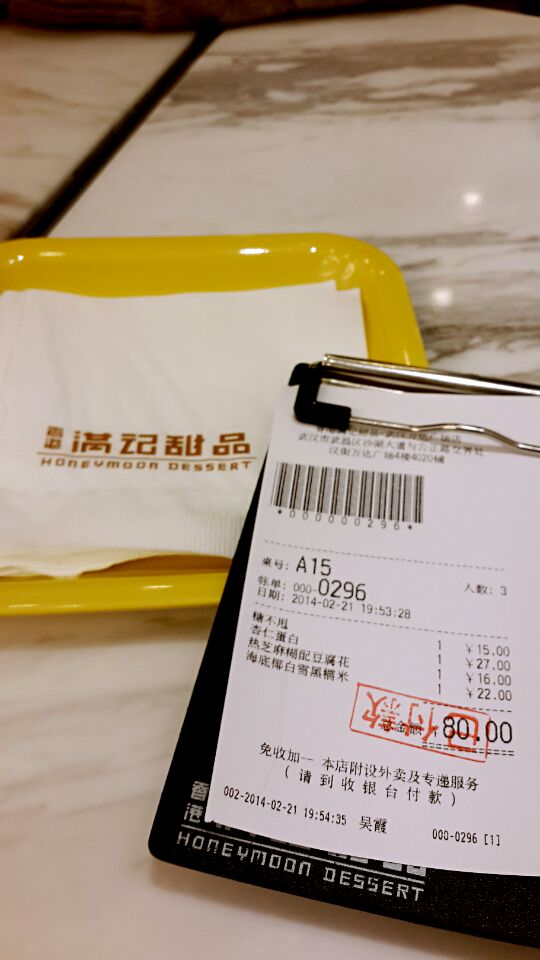 香港 满记甜品
HONEYMOON DESSERT
武汉市武昌区沙湖大道与公正路交界处
汉街万达广场4楼4020铺
*000000296*
桌号: A15
帐单: 000-0296 人数: 3
日期: 2014-02-21 19:53:28
糖不甩 1 ¥15.00
杏仁蛋白 1 ¥27.00
热芝麻糊配豆腐花 1 ¥16.00
海底椰白雪黑糯米 1 ¥22.00
80.00
免收加一 本店附设外卖及专递服务
(请到收银台付款)
002-2014-02-21 19:54:35 吴霞 000-0296 [1]
香港
HONEYMOON DESSERT